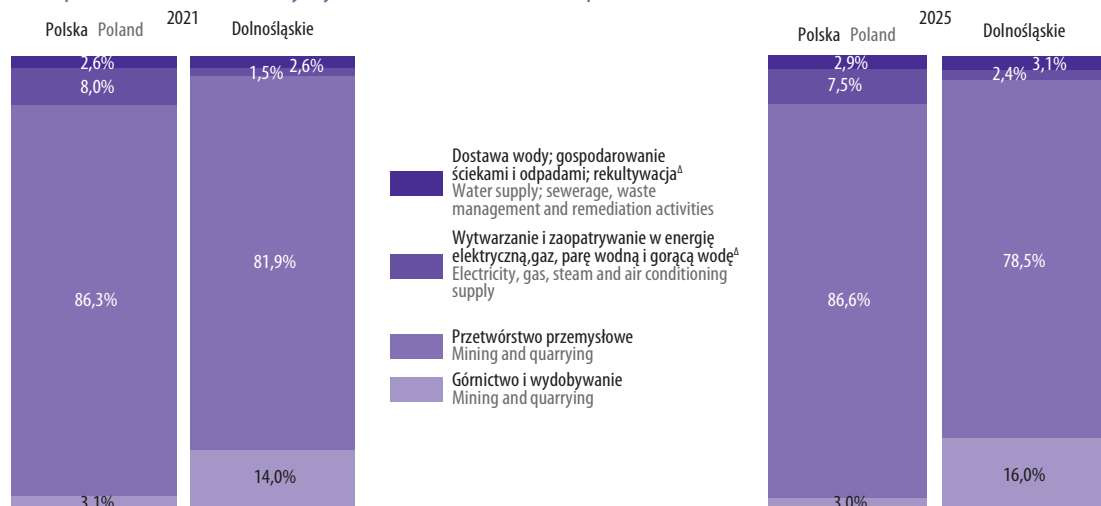 2021
Polska Poland
Dolnośląskie
2,6%
8,0%
86,3%
3,1%
2,6%
1,5%
81,9%
14,0%
Dostawa wody; gospodarowanie
ściekami i odpadami; rekultywacjaΔ
Water supply; sewerage, waste
management and remediation activities
Wytwarzanie i zaopatrywanie w energię
elektryczną,gaz, parę wodną i gorącą wodęΔ
Electricity, gas, steam and air conditioning
supply
Przetwórstwo przemysłowe
Mining and quarrying
Górnictwo i wydobywanie
Mining and quarrying
2025
Polska Poland
Dolnośląskie
2,9%
7,5%
86,6%
3,0%
3,1%
2,4%
78,5%
16,0%